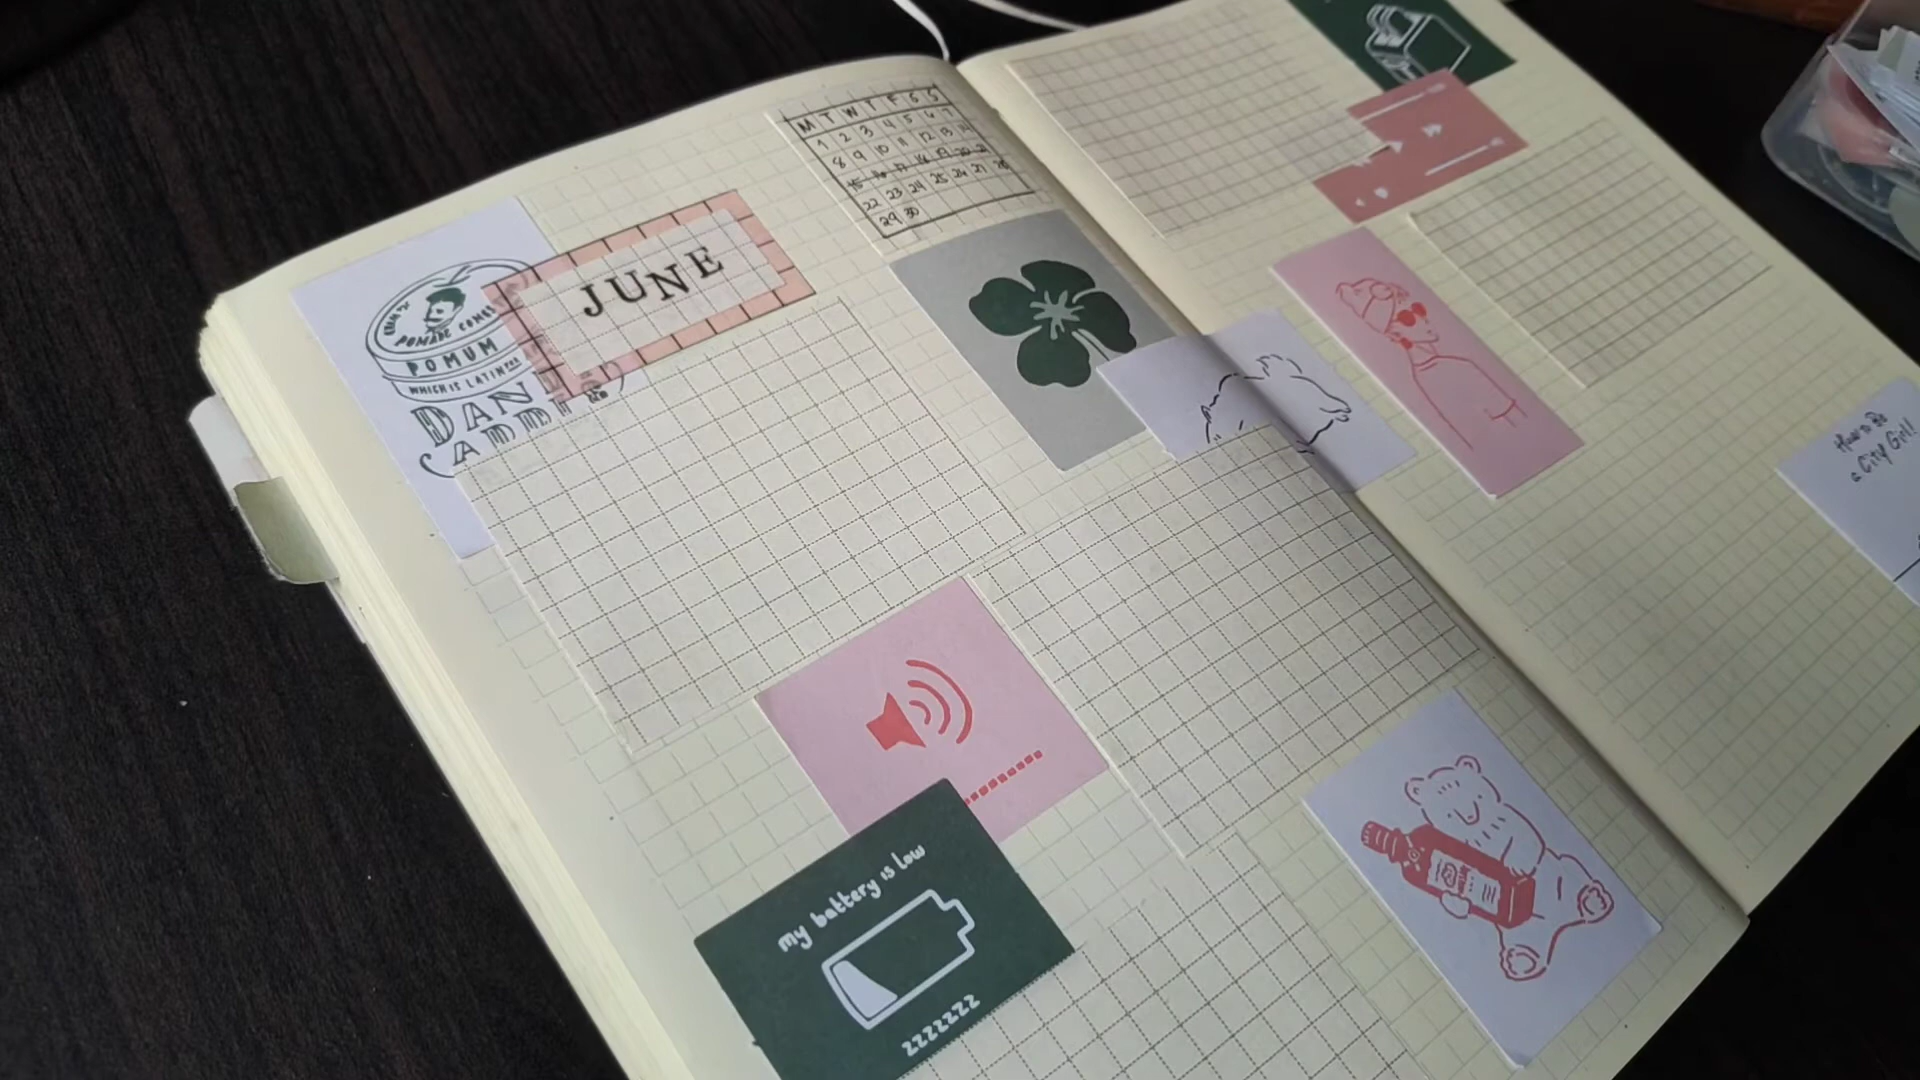 JUNE
M T W T F S S
1 2 3 4 5 6 7
8 9 10 11 12 13 14
15 16 17 18 19 20 21
22 23 24 25 26 27 28
29 30
POMADE COMES
POMUM
WHICH IS LATIN
DAN
APPLE
my battery is low
zzzzzzz
How to Be
a City Girl!